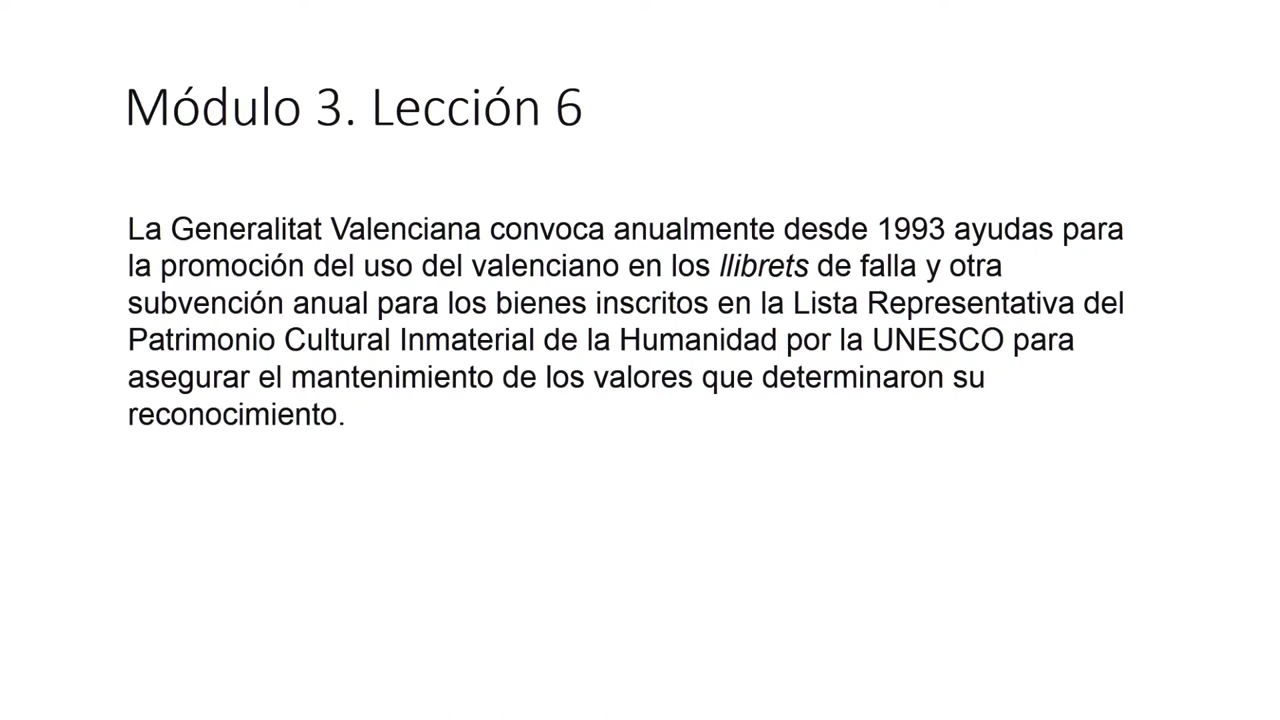 Módulo 3. Lección 6
La Generalitat Valenciana convoca anualmente desde 1993 ayudas para
la promoción del uso del valenciano en los llibrets de falla y otra
subvención anual para los bienes inscritos en la Lista Representativa del
Patrimonio Cultural Inmaterial de la Humanidad por la UNESCO para
asegurar el mantenimiento de los valores que determinaron su
reconocimiento.